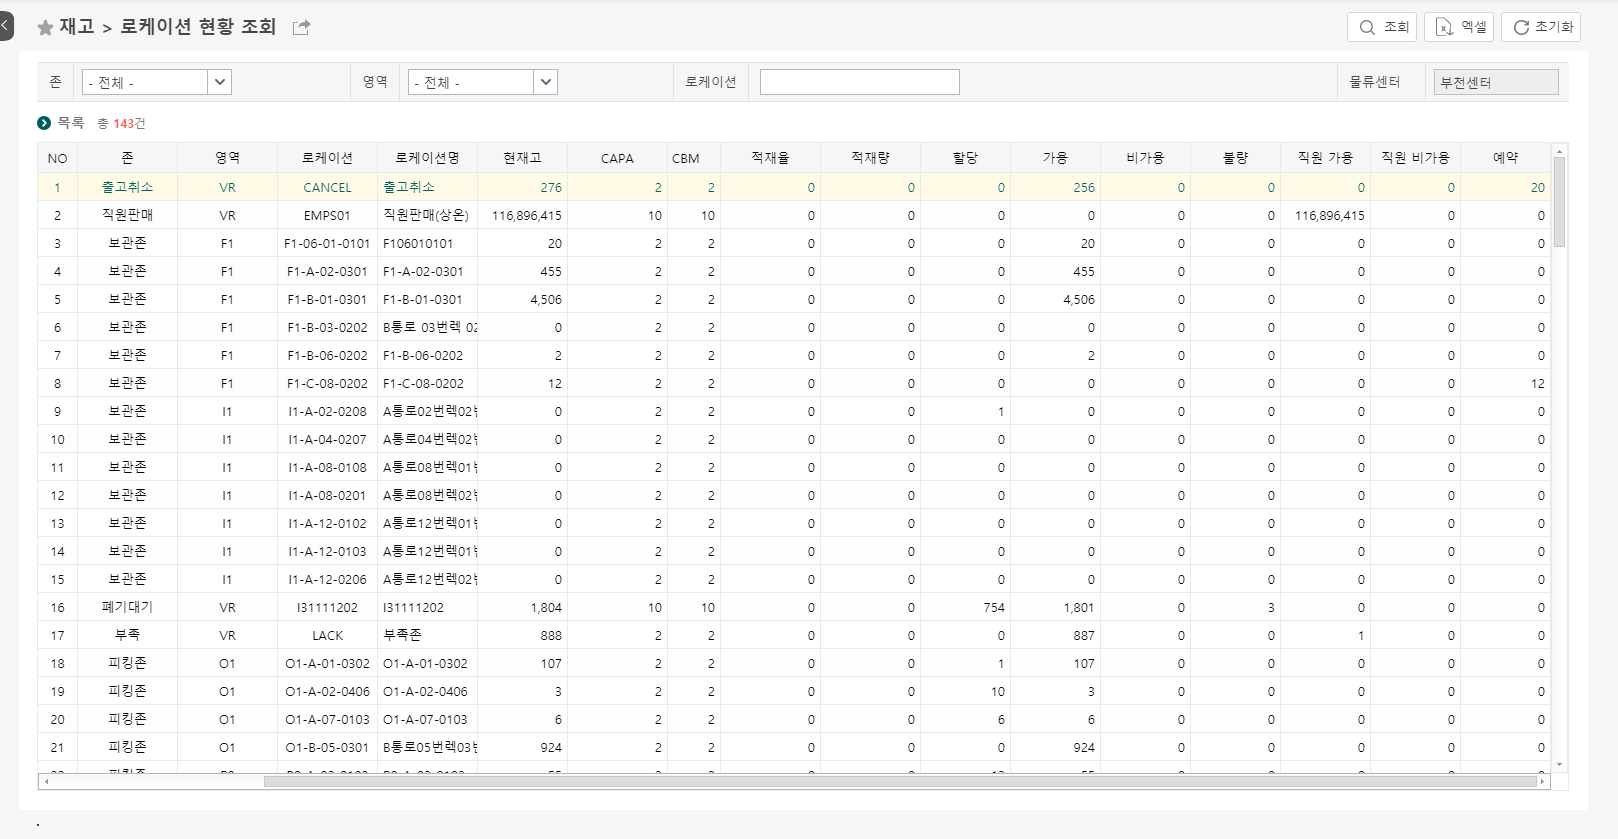 재고 > 로케이션 현황 조회
조회 엑셀 초기화
존 - 전체 - 영역 - 전체 - 로케이션 물류센터 부천센터
목록 총 143건
NO 존 영역 로케이션 로케이션명 현재고 CAPA CBM 적재율 적재량 할당 가용 비가용 불량 직원 가용 직원 비가용 예약
1 출고취소 VR CANCEL 출고취소 276 2 2 0 0 0 256 0 0 0 0 20
2 직원판매 VR EMPS01 직원판매(상온) 116,896,415 10 10 0 0 0 0 0 0 116,896,415 0 0
3 보관존 F1 F1-06-01-0101 F106010101 20 2 2 0 0 0 20 0 0 0 0 0
4 보관존 F1 F1-A-02-0301 F1-A-02-0301 455 2 2 0 0 0 455 0 0 0 0 0
5 보관존 F1 F1-B-01-0301 F1-B-01-0301 4,506 2 2 0 0 0 4,506 0 0 0 0 0
6 보관존 F1 F1-B-03-0202 B통로 03번렉 02 0 2 2 0 0 0 0 0 0 0 0 0
7 보관존 F1 F1-B-06-0202 F1-B-06-0202 2 2 2 0 0 0 2 0 0 0 0 0
8 보관존 F1 F1-C-08-0202 F1-C-08-0202 12 2 2 0 0 0 0 0 0 0 0 12
9 보관존 I1 I1-A-02-0208 A통로02번렉02 0 2 2 0 0 1 0 0 0 0 0 0
10 보관존 I1 I1-A-04-0207 A통로04번렉02 0 2 2 0 0 0 0 0 0 0 0 0
11 보관존 I1 I1-A-08-0108 A통로08번렉01 0 2 2 0 0 0 0 0 0 0 0 0
12 보관존 I1 I1-A-08-0201 A통로08번렉02 0 2 2 0 0 0 0 0 0 0 0 0
13 보관존 I1 I1-A-12-0102 A통로12번렉01 0 2 2 0 0 0 0 0 0 0 0 0
14 보관존 I1 I1-A-12-0103 A통로12번렉01 0 2 2 0 0 0 0 0 0 0 0 0
15 보관존 I1 I1-A-12-0206 A통로12번렉02 0 2 2 0 0 0 0 0 0 0 0 0
16 폐기대기 VR I31111202 I31111202 1,804 10 10 0 0 754 1,801 0 3 0 0 0
17 부족 VR LACK 부족존 888 2 2 0 0 0 887 0 0 1 0 0
18 피킹존 O1 O1-A-01-0302 O1-A-01-0302 107 2 2 0 0 1 107 0 0 0 0 0
19 피킹존 O1 O1-A-02-0406 O1-A-02-0406 3 2 2 0 0 10 3 0 0 0 0 0
20 피킹존 O1 O1-A-07-0103 O1-A-07-0103 6 2 2 0 0 6 6 0 0 0 0 0
21 피킹존 O1 O1-B-05-0301 B통로05번렉03 924 2 2 0 0 0 924 0 0 0 0 0